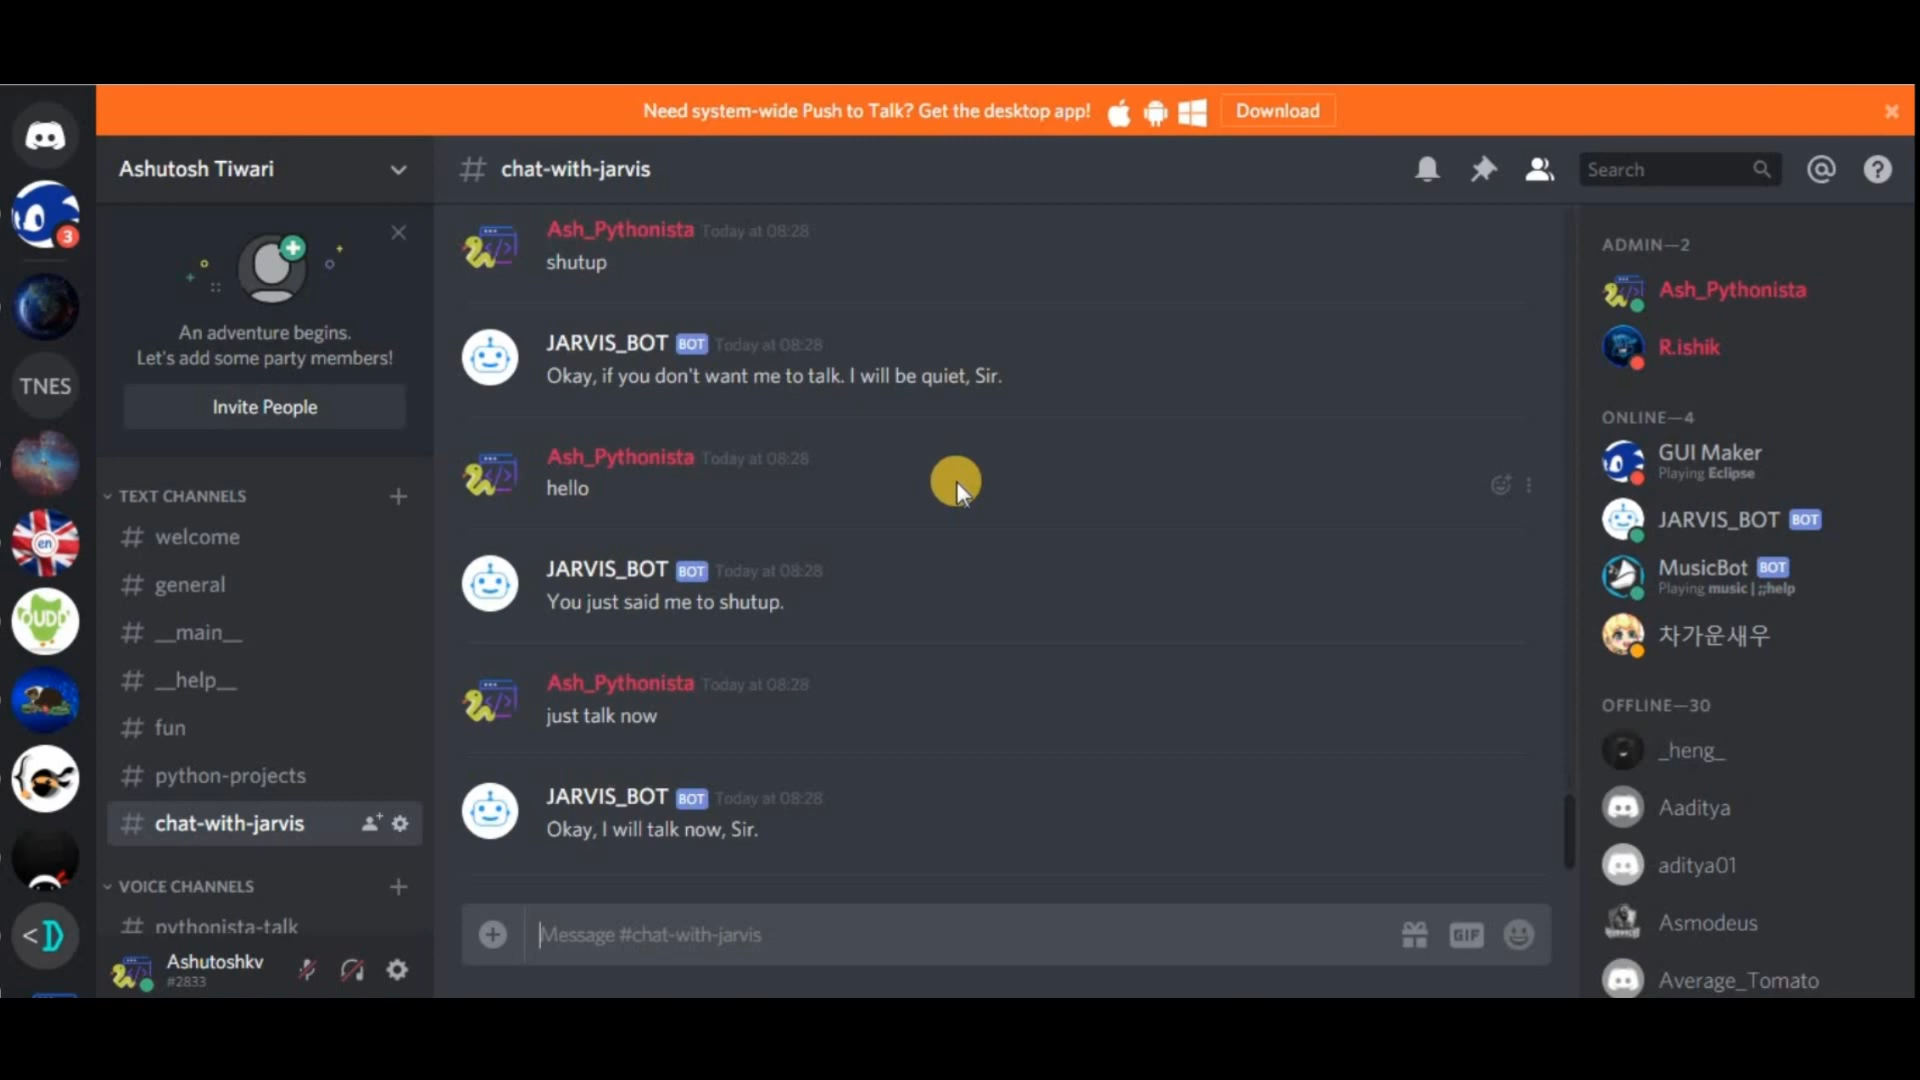 Need system-wide Push to Talk? Get the desktop app! Download
Ashutosh Tiwari
chat-with-jarvis
Search
3
An adventure begins.
Let's add some party members!
Invite People
TNES
en
OUDD
<D
TEXT CHANNELS
welcome
general
__main__
__help__
fun
python-projects
chat-with-jarvis
VOICE CHANNELS
pythonista-talk
Ashutoshkv
#2833
Ash_Pythonista Today at 08:28
shutup
JARVIS_BOT BOT Today at 08:28
Okay, if you don't want me to talk. I will be quiet, Sir.
Ash_Pythonista Today at 08:28
hello
JARVIS_BOT BOT Today at 08:28
You just said me to shutup.
Ash_Pythonista Today at 08:28
just talk now
JARVIS_BOT BOT Today at 08:28
Okay, I will talk now, Sir.
Message #chat-with-jarvis
GIF
ADMIN—2
Ash_Pythonista
R.ishik
ONLINE—4
GUI Maker
Playing Eclipse
JARVIS_BOT BOT
MusicBot BOT
Playing music | ;;help
차가운새우
OFFLINE—30
_heng_
Aaditya
aditya01
Asmodeus
Average_Tomato